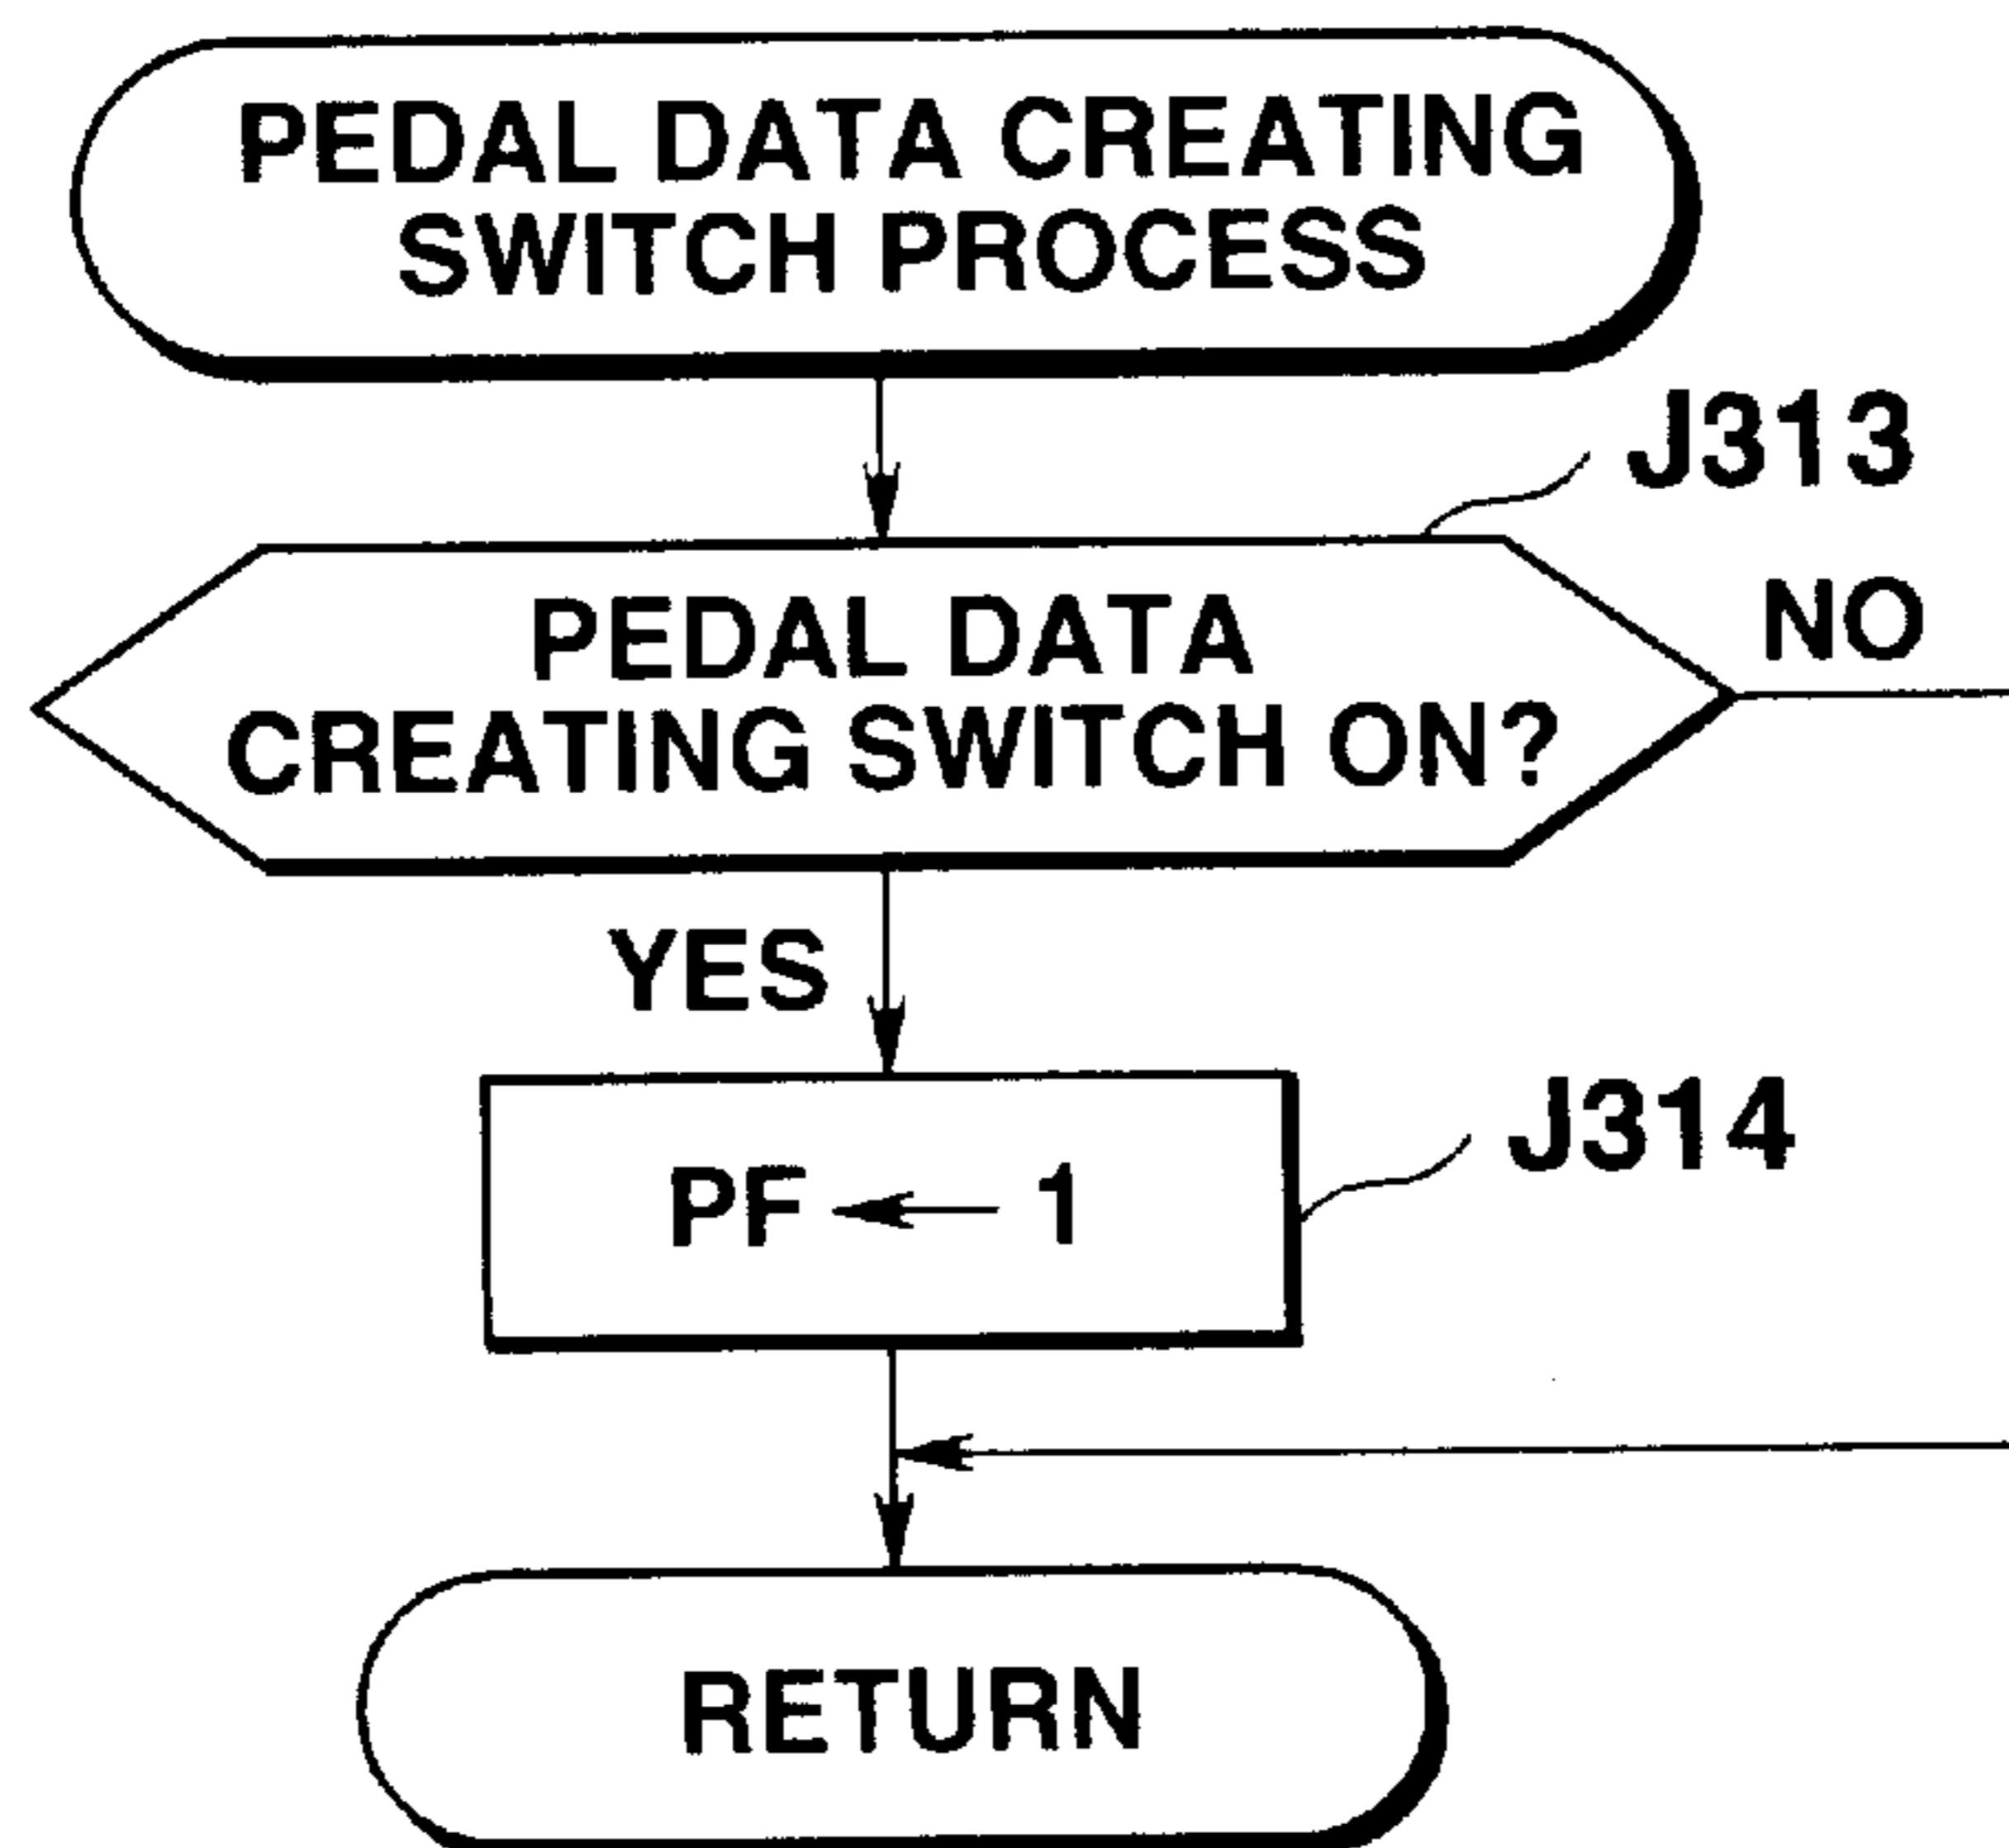 PEDAL DATA CREATING
SWITCH PROCESS
J313
PEDAL DATA
CREATING SWITCH ON?
NO
YES
J314
PF ← 1
RETURN